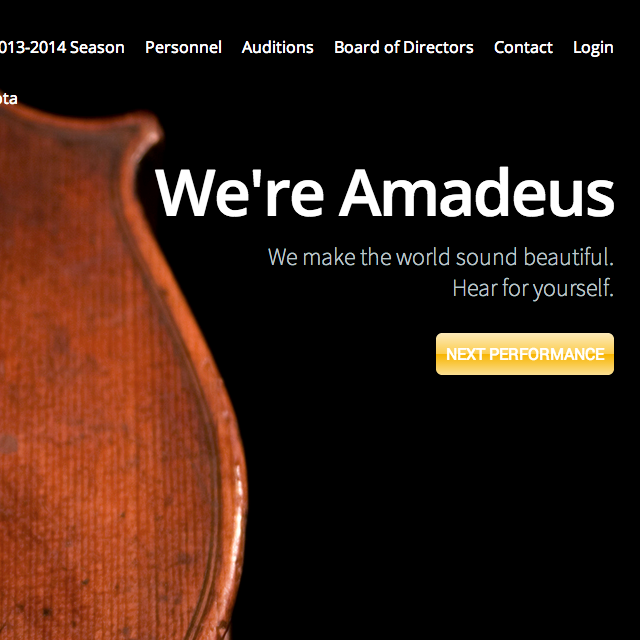 013-2014 Season Personnel Auditions Board of Directors Contact Login
ota
We're Amadeus
We make the world sound beautiful.
Hear for yourself.
NEXT PERFORMANCE